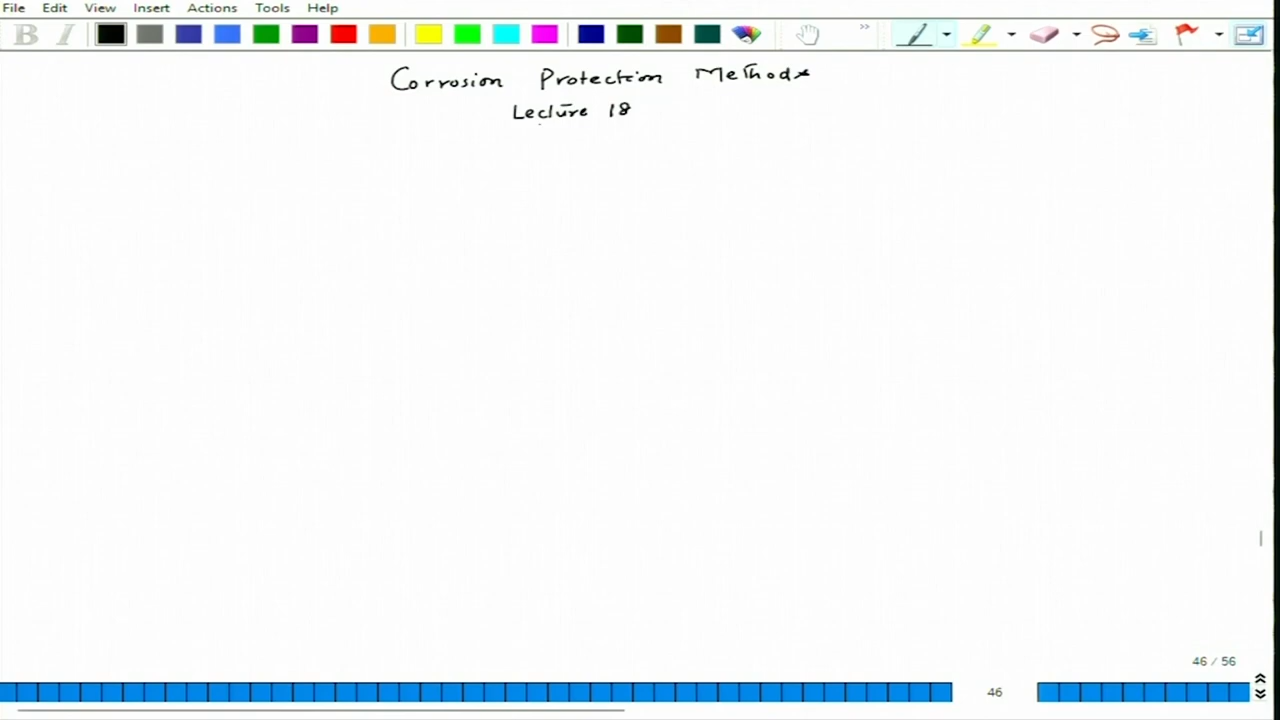 File Edit View Insert Actions Tools Help
B I
Corrosion Protection Methods
Lecture 18
46 / 56
46